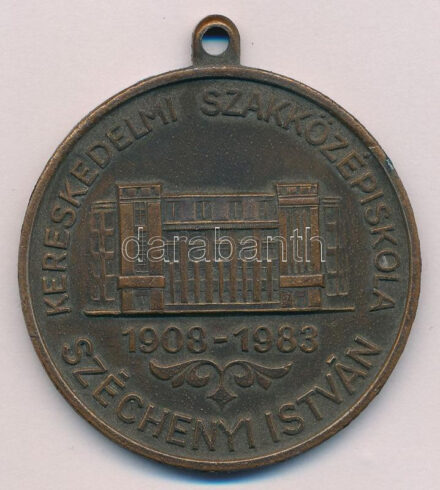 KERESKEDELMI SZAKKÖZÉPISKOLA
darabanth
1908-1983
SZÉCHENYI ISTVÁN